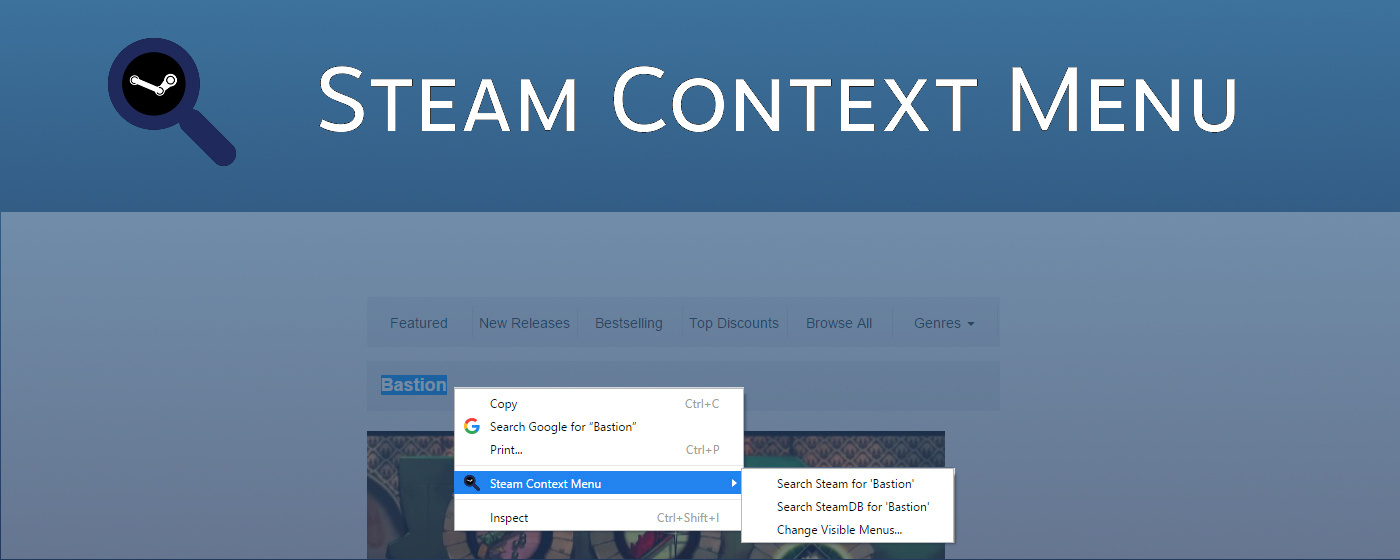 Steam Context Menu
Featured New Releases Bestselling Top Discounts Browse All Genres
Bastion
Copy Ctrl+C
Search Google for “Bastion”
Print... Ctrl+P
Steam Context Menu
Search Steam for 'Bastion'
Search SteamDB for 'Bastion'
Change Visible Menus...
Inspect Ctrl+Shift+I